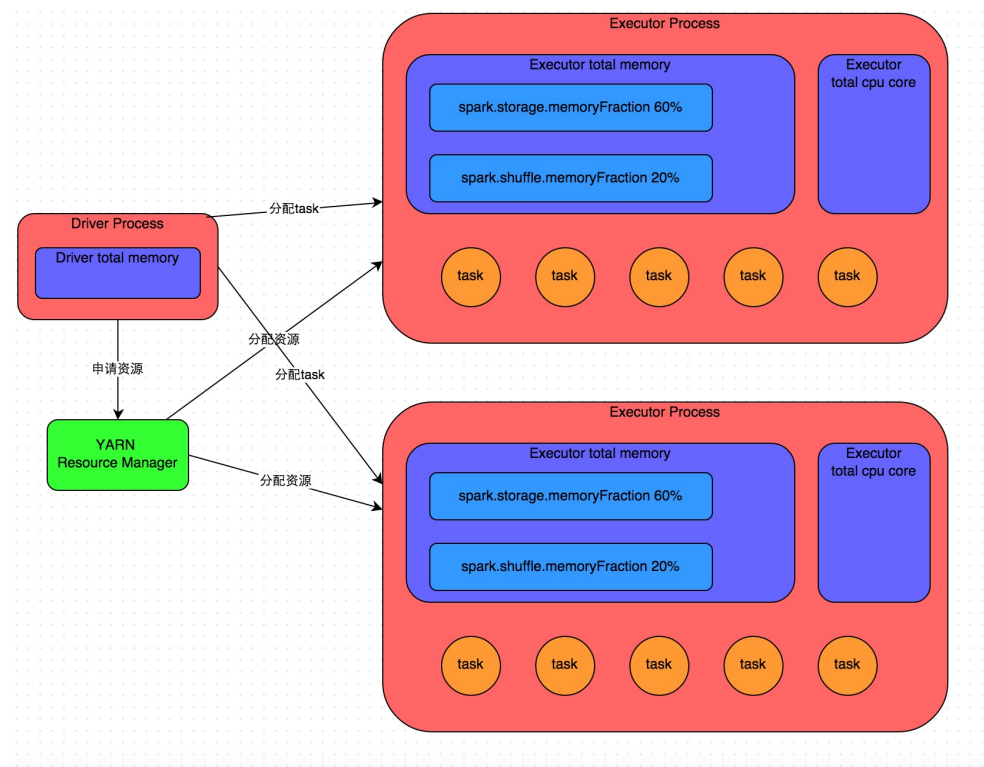 Executor Process
Executor total memory
Executor
total cpu core
spark.storage.memoryFraction 60%
spark.shuffle.memoryFraction 20%
分配task
Driver Process
Driver total memory
task
task
task
task
task
分配资源
申请资源
分配task
YARN
Resource Manager
分配资源
Executor Process
Executor total memory
Executor
total cpu core
spark.storage.memoryFraction 60%
spark.shuffle.memoryFraction 20%
task
task
task
task
task